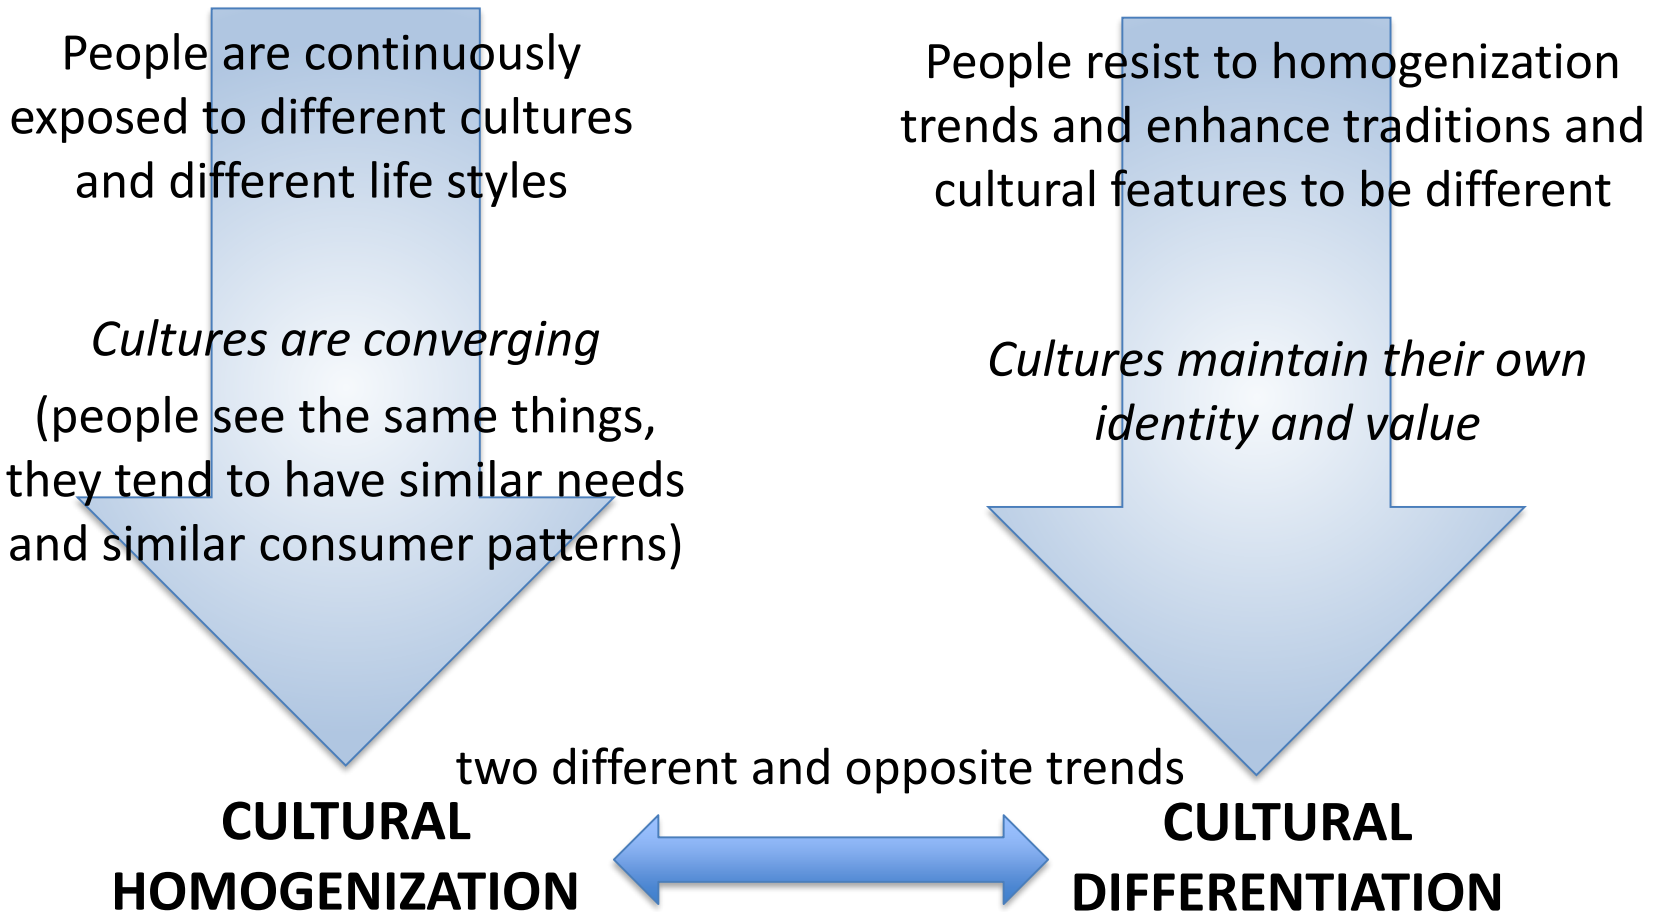 People are continuously
exposed to different cultures
and different life styles
Cultures are converging
(people see the same things,
they tend to have similar needs
and similar consumer patterns)
People resist to homogenization
trends and enhance traditions and
cultural features to be different
Cultures maintain their own
identity and value
two different and opposite trends
CULTURAL
HOMOGENIZATION
CULTURAL
DIFFERENTIATION